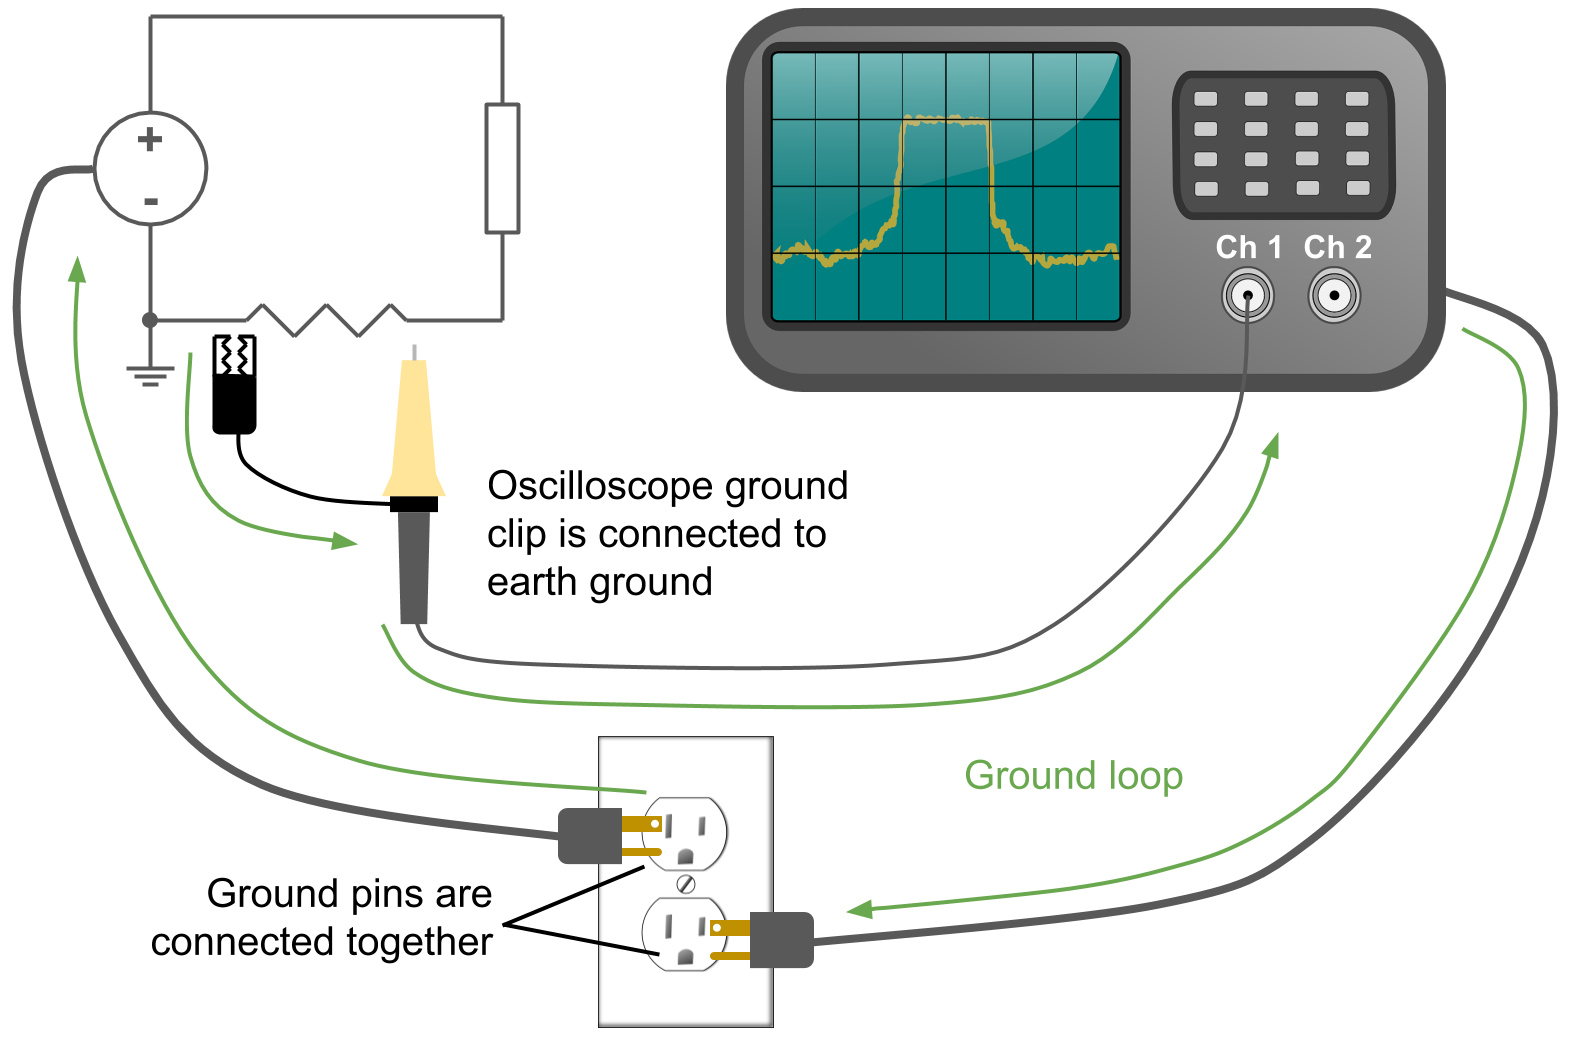 +
-
Ch 1 Ch 2
Oscilloscope ground
clip is connected to
earth ground
Ground loop
Ground pins are
connected together